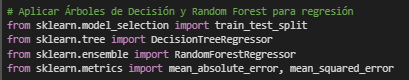 # Aplicar Árboles de Decisión y Random Forest para regresión
from sklearn.model_selection import train_test_split
from sklearn.tree import DecisionTreeRegressor
from sklearn.ensemble import RandomForestRegressor
from sklearn.metrics import mean_absolute_error, mean_squared_error